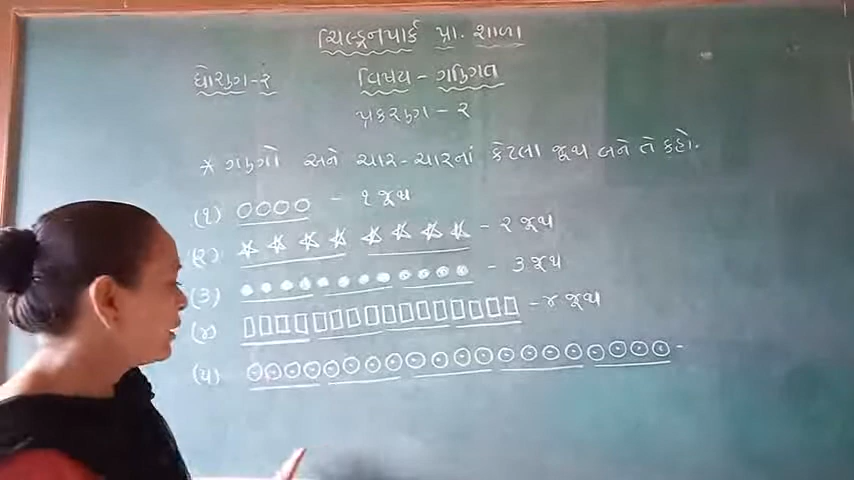 ચિલ્ડ્રનપાર્ક પ્રા. શાળા
ધોરણ-૨ વિષય - ગણિત
પ્રકરણ - ૨
* ગણો અને ચાર-ચારનાં કેટલા જૂથ બને તે કહો.
(૧) - ૧ જૂથ
(૨) - ૨ જૂથ
(૩) - ૩ જૂથ
(૪) - ૪ જૂથ
(૫) -